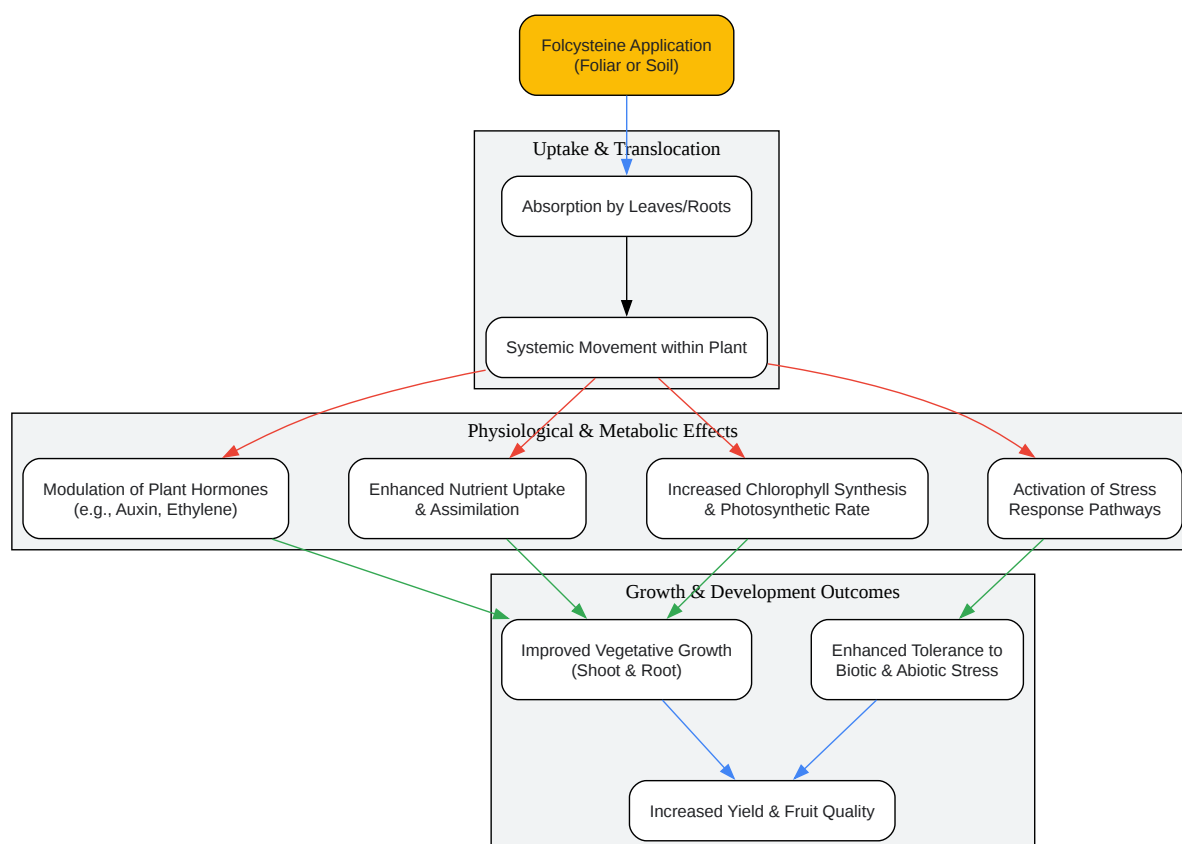 Folcysteine Application
(Foliar or Soil)
Uptake & Translocation
Absorption by Leaves/Roots
Systemic Movement within Plant
Physiological & Metabolic Effects
Modulation of Plant Hormones
(e.g., Auxin, Ethylene)
Enhanced Nutrient Uptake
& Assimilation
Increased Chlorophyll Synthesis
& Photosynthetic Rate
Activation of Stress
Response Pathways
Growth & Development Outcomes
Improved Vegetative Growth
(Shoot & Root)
Enhanced Tolerance to
Biotic & Abiotic Stress
Increased Yield & Fruit Quality